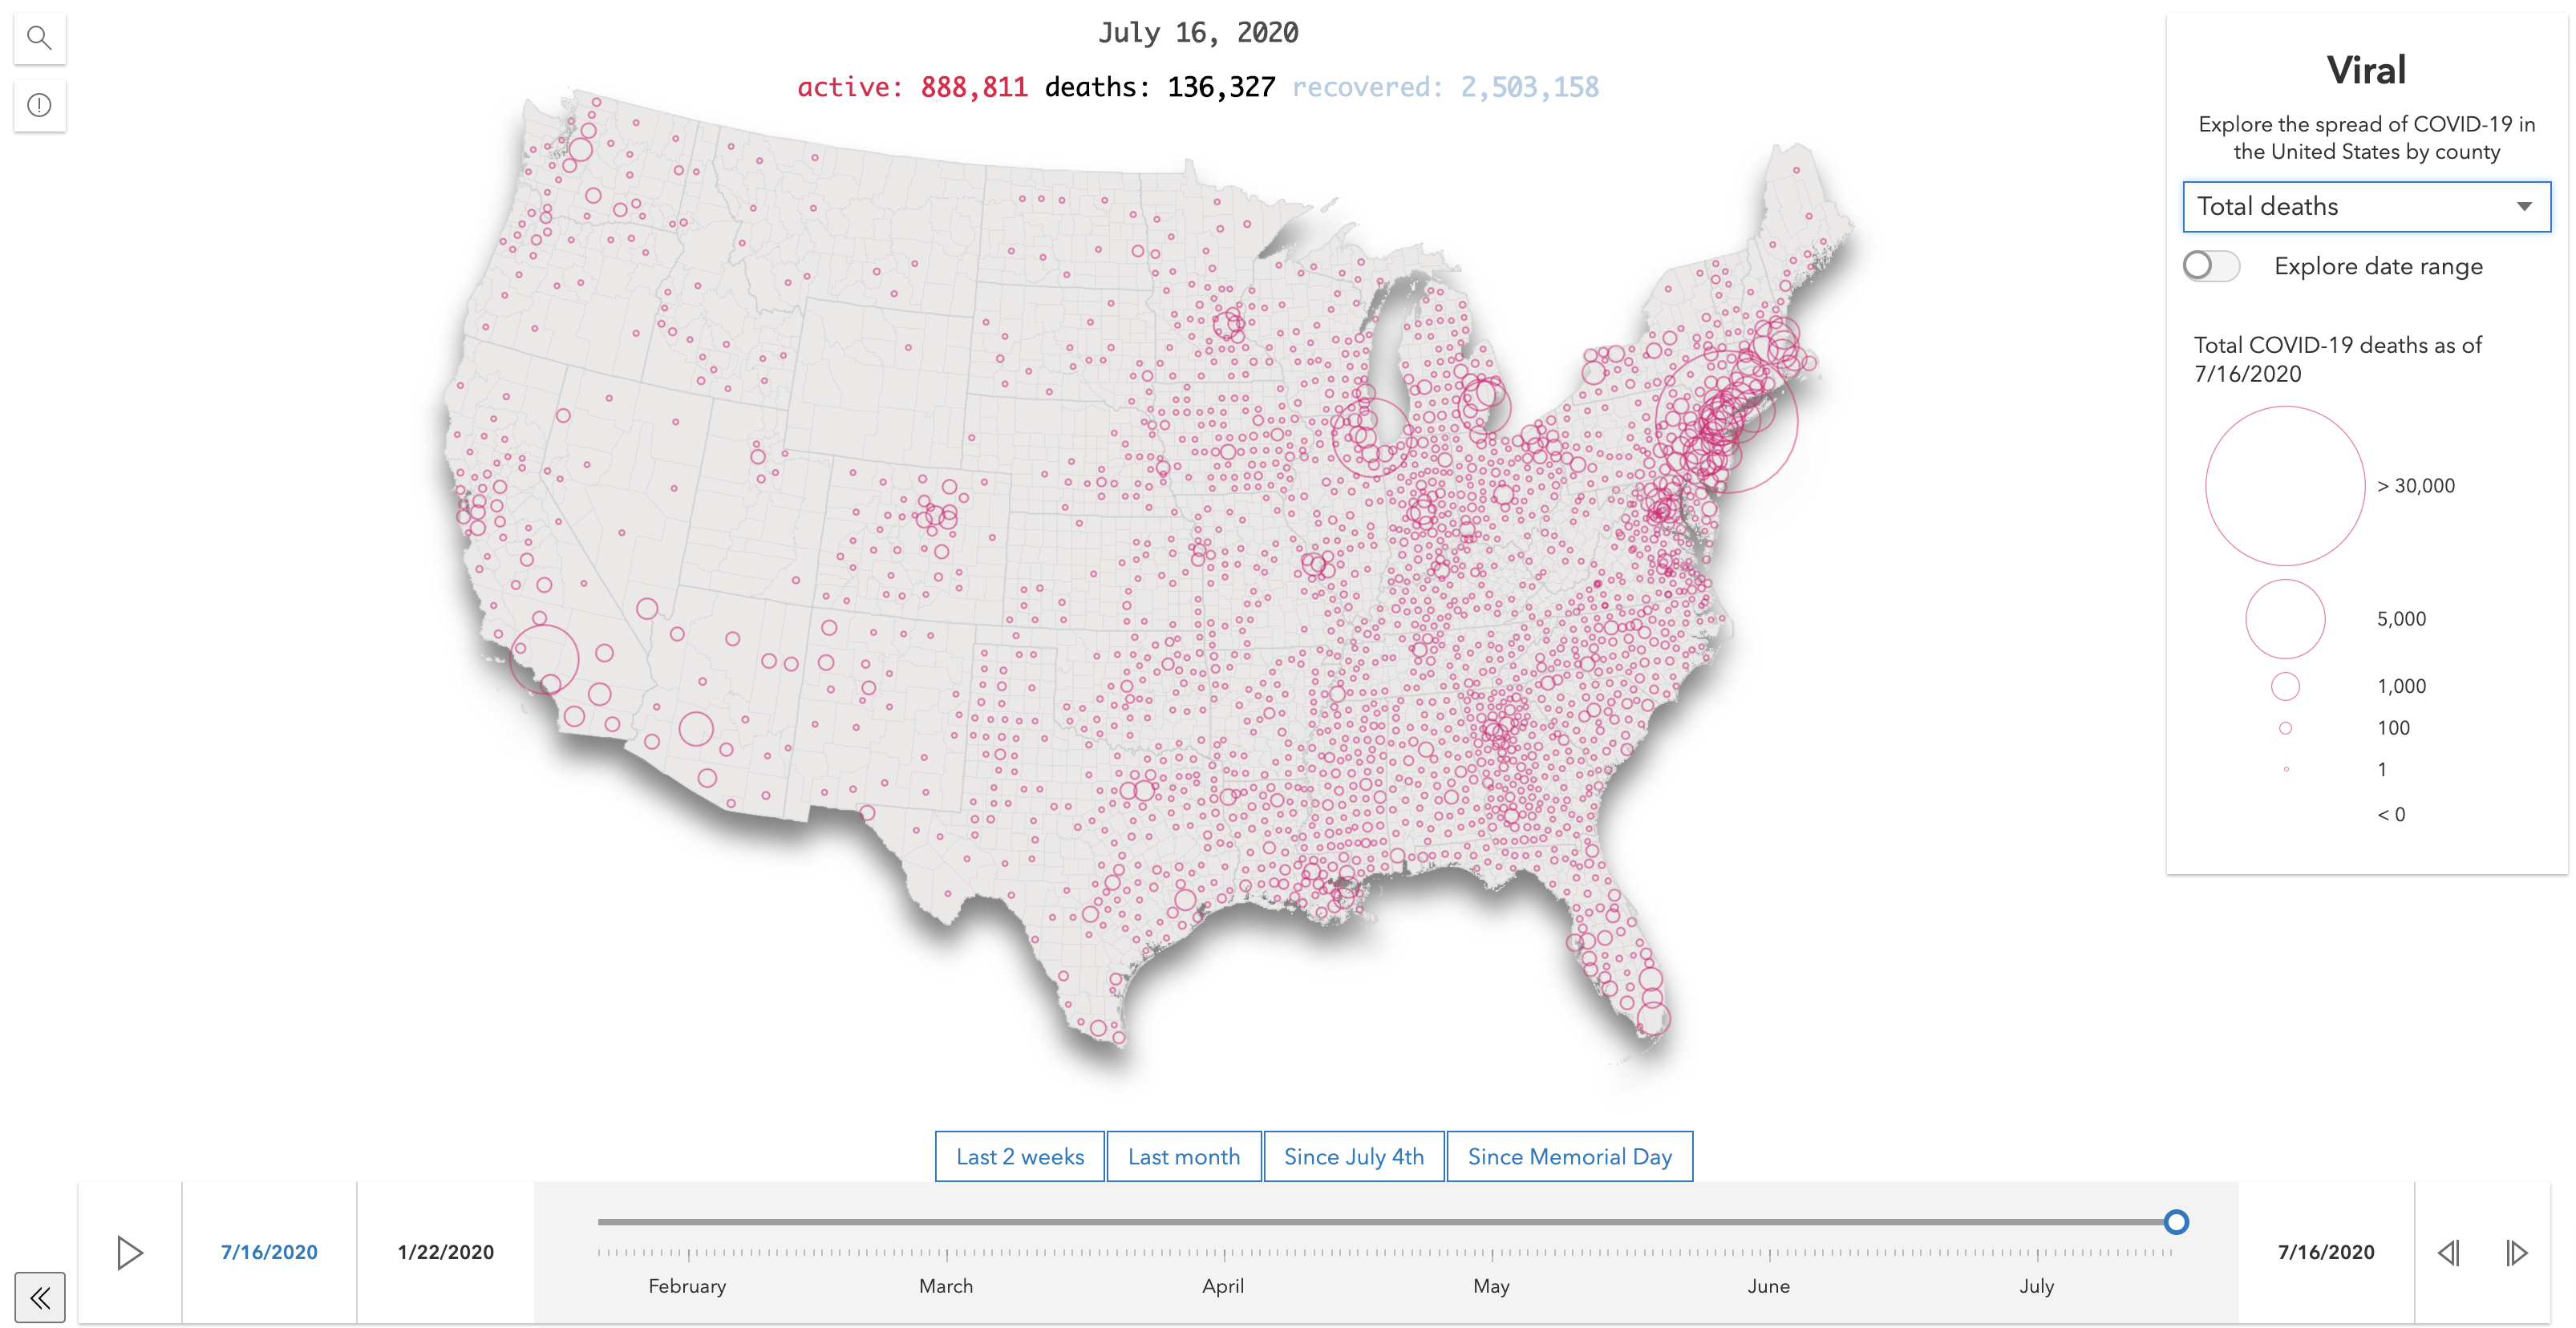 July 16, 2020
active: 888,811 deaths: 136,327 recovered: 2,503,158
Viral
Explore the spread of COVID-19 in
the United States by county
Total deaths
Explore date range
Total COVID-19 deaths as of
7/16/2020
> 30,000
5,000
1,000
100
1
< 0
Last 2 weeks
Last month
Since July 4th
Since Memorial Day
7/16/2020
1/22/2020
February
March
April
May
June
July
7/16/2020